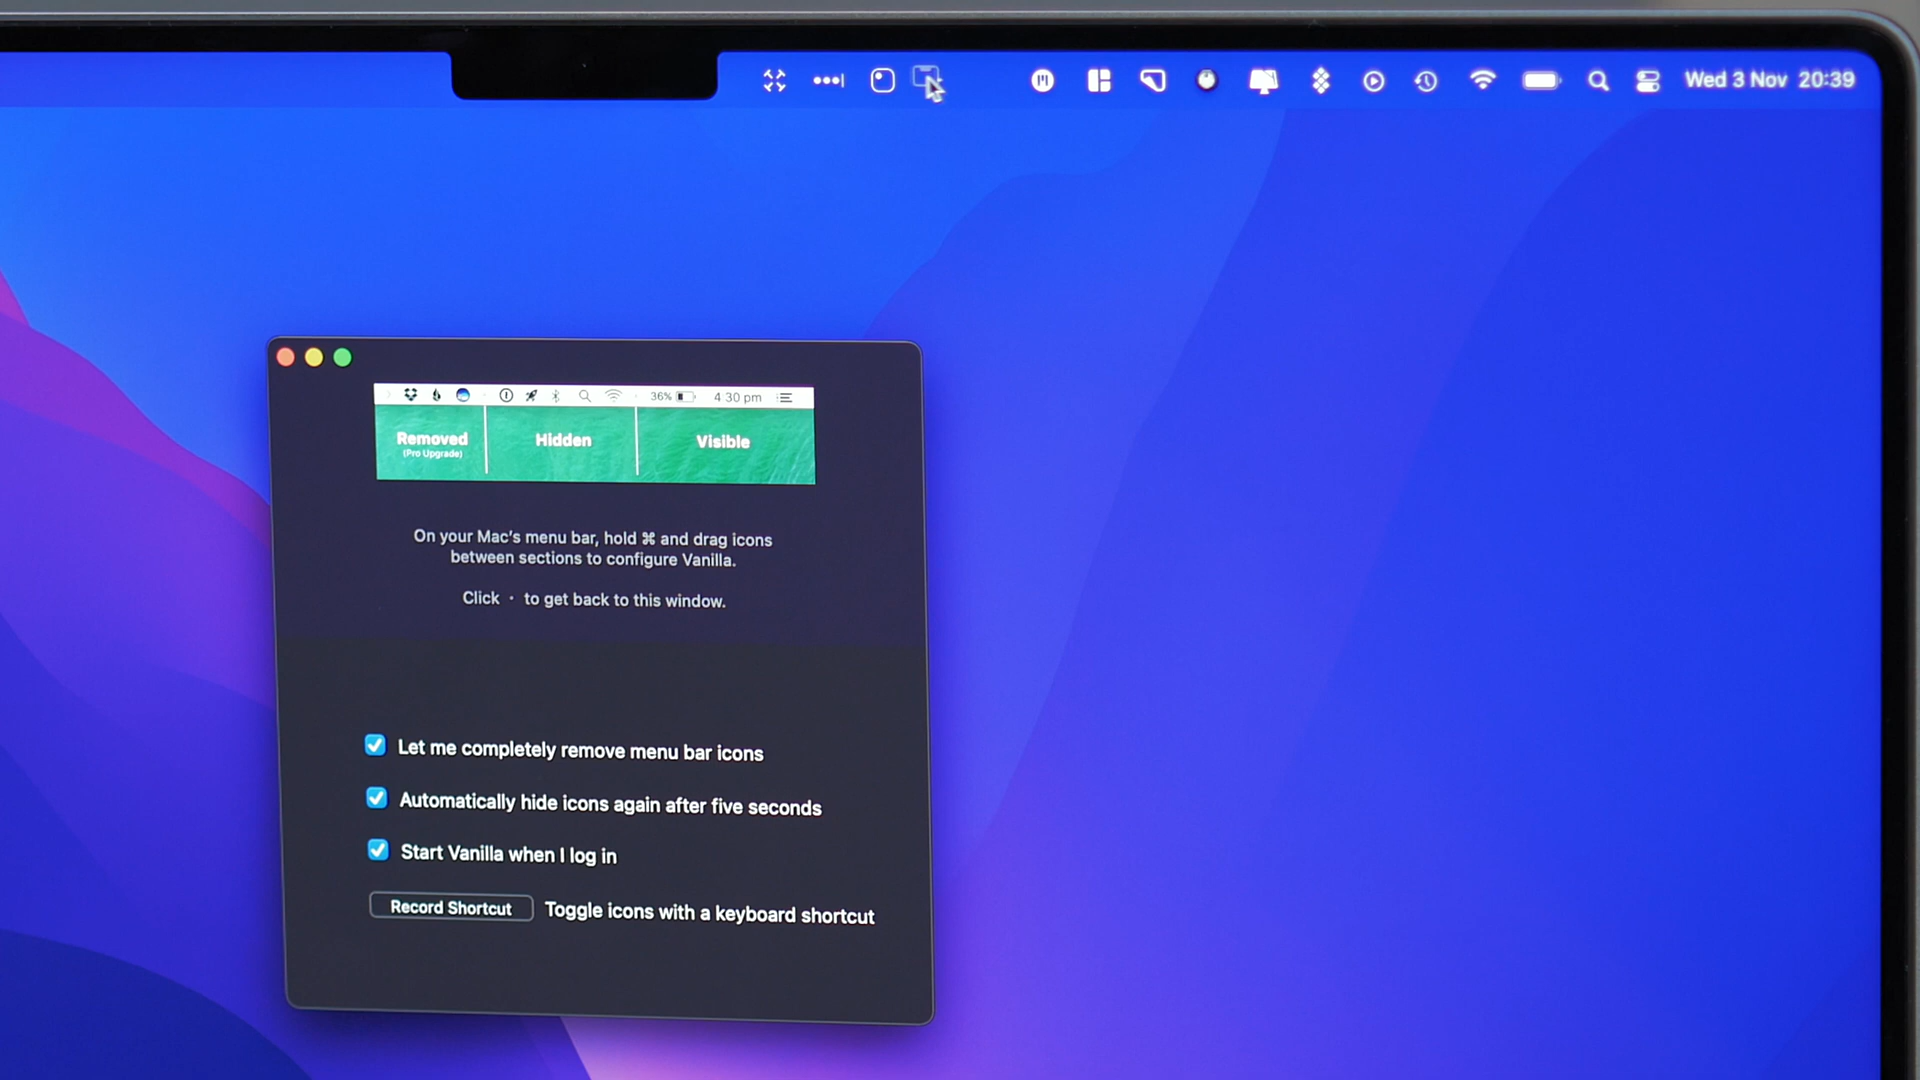 Wed 3 Nov 20:39
36% 4:30 pm
Removed Hidden Visible
(Pro Upgrade)
On your Mac's menu bar, hold ⌘ and drag icons
between sections to configure Vanilla.
Click • to get back to this window.
Let me completely remove menu bar icons
Automatically hide icons again after five seconds
Start Vanilla when I log in
Record Shortcut Toggle icons with a keyboard shortcut